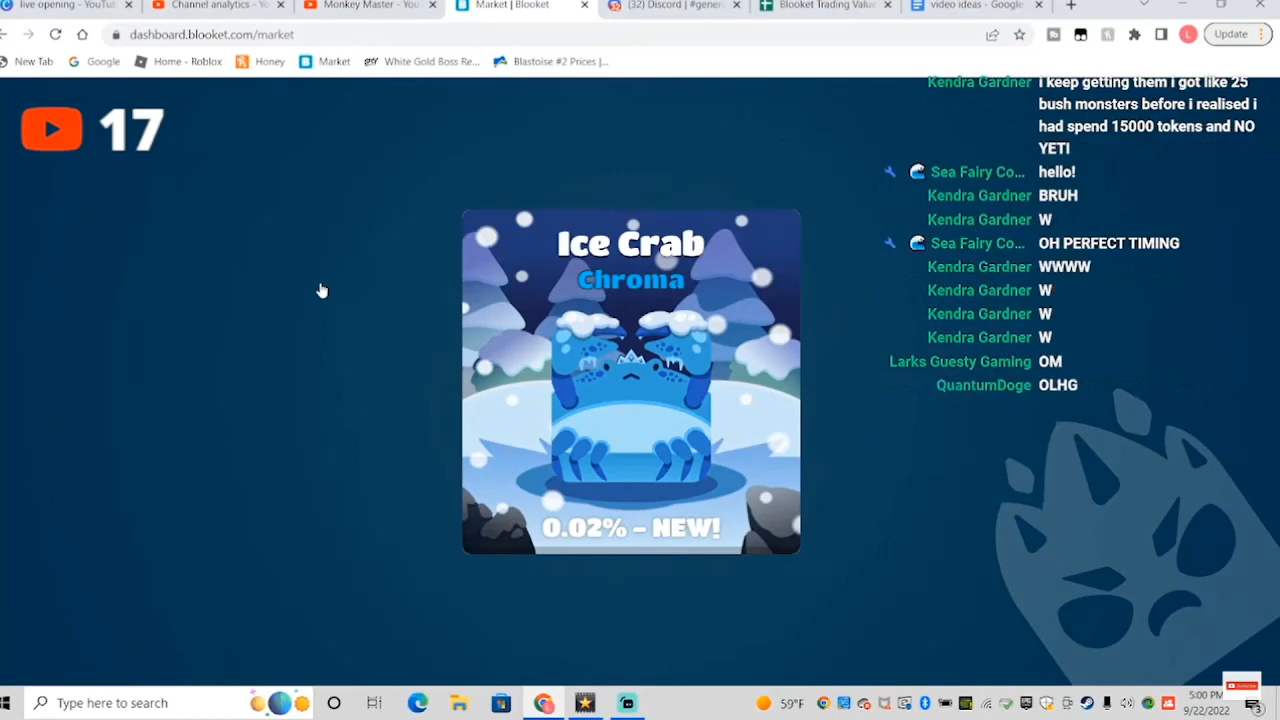 live opening - YouTub
Channel analytics - Yo
Monkey Master - You
Market | Blooket
(32) Discord | #gener
Blooket Trading Value
video ideas - Google
dashboard.blooket.com/market
Update
New Tab
Google
Home - Roblox
Honey
Market
White Gold Boss Re...
Blastoise #2 Prices |...
17
Kendra Gardner i keep getting them i got like 25
bush monsters before i realised i
had spend 15000 tokens and NO
YETI
Sea Fairy Co... hello!
Kendra Gardner BRUH
Kendra Gardner W
Sea Fairy Co... OH PERFECT TIMING
Kendra Gardner WWWW
Kendra Gardner W
Kendra Gardner W
Kendra Gardner W
Larks Guesty Gaming OM
QuantumDoge OLHG
Ice Crab
Chroma
0.02% - NEW!
Type here to search
59°F
5:00 PM
9/22/2022
3